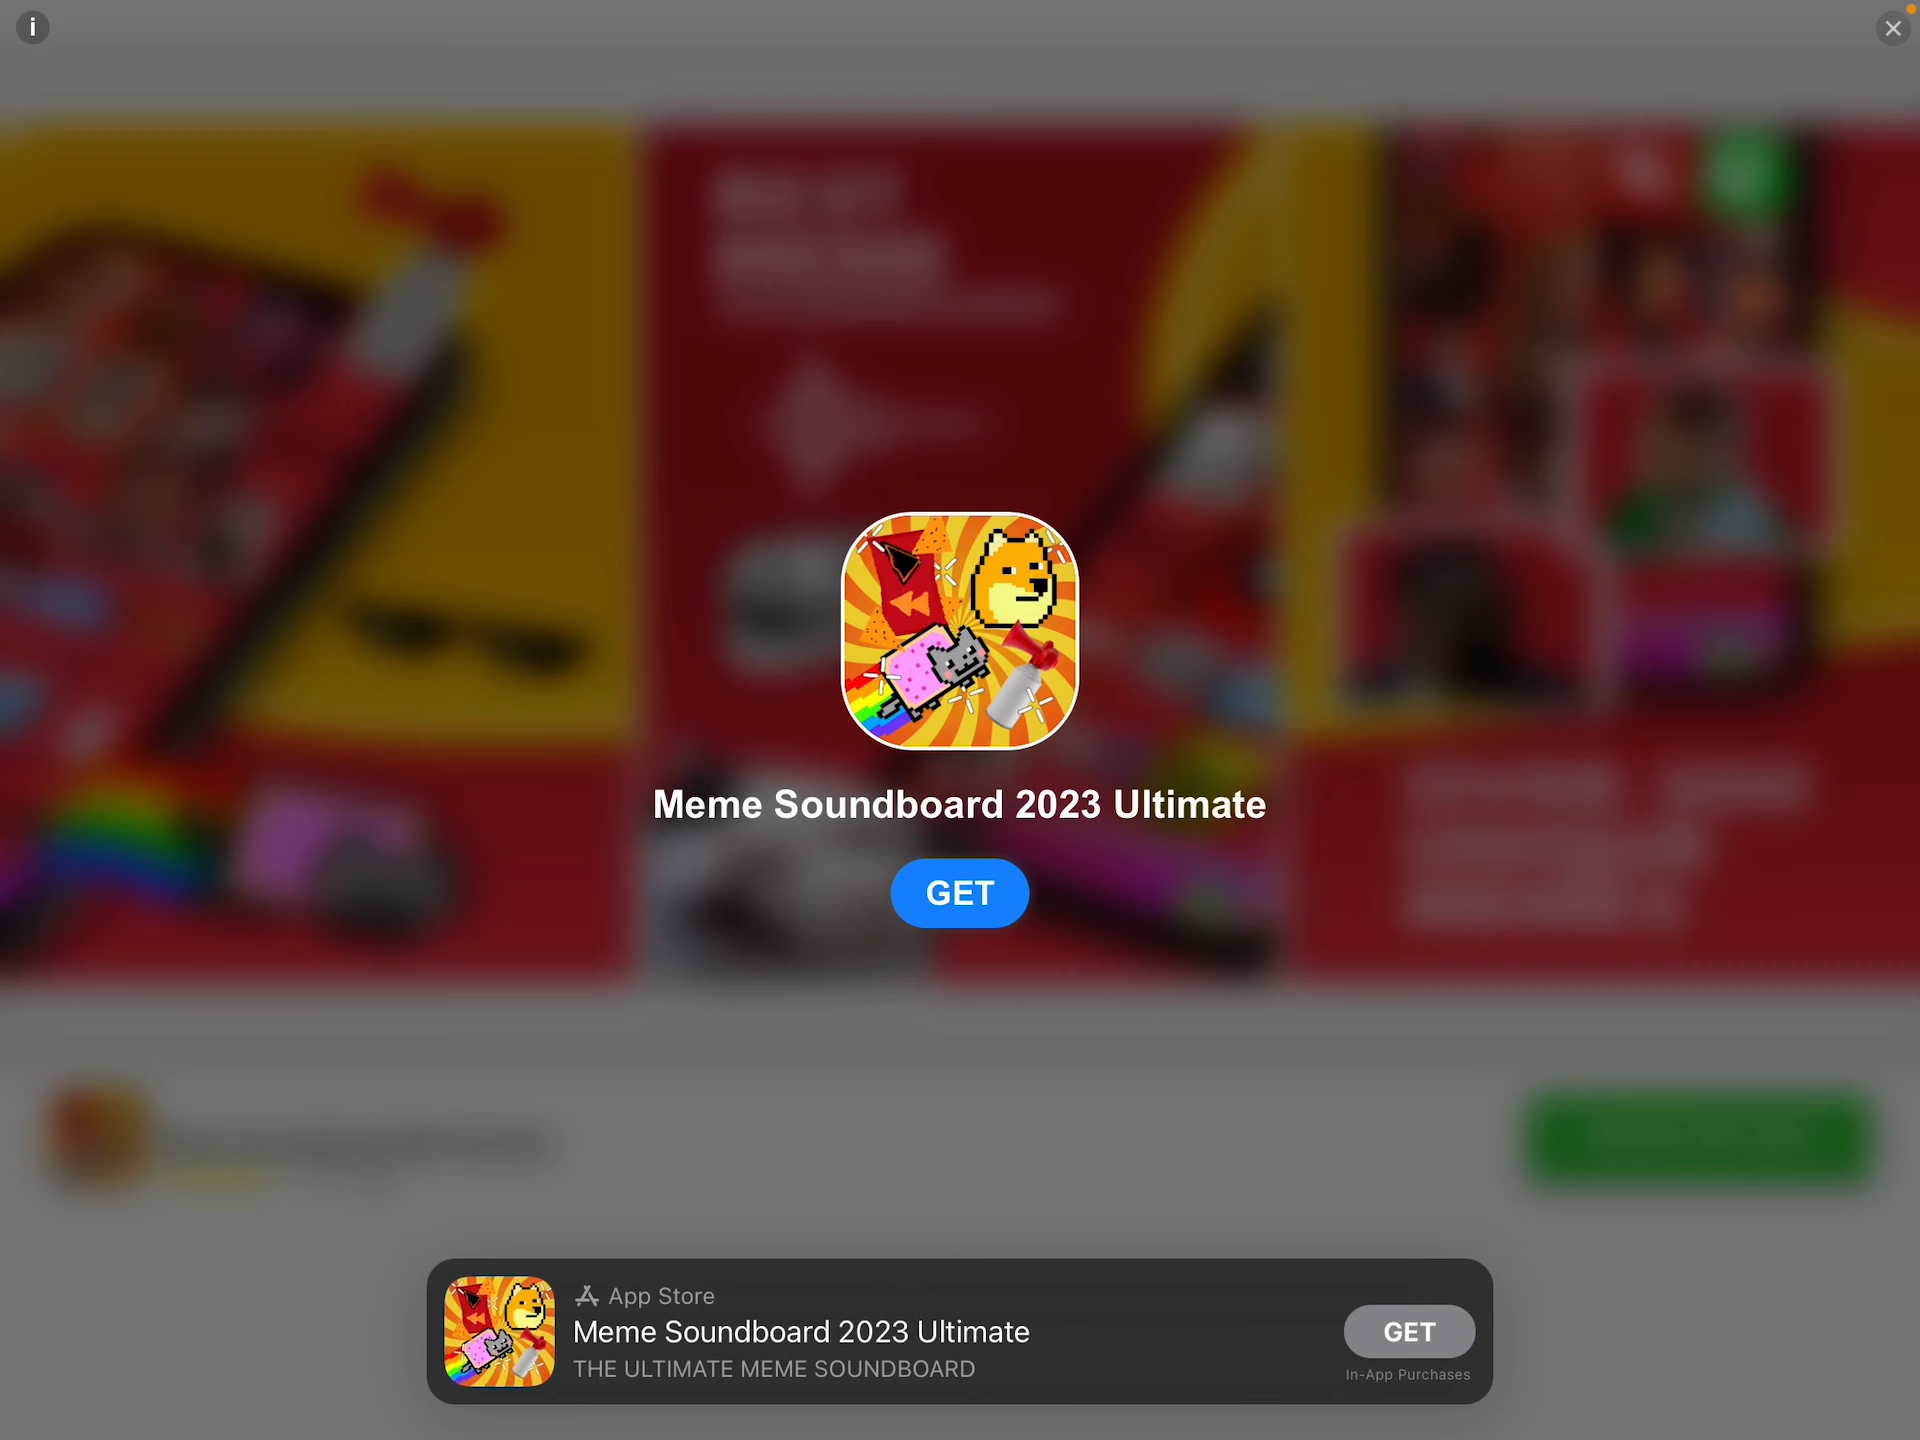 i
Meme Soundboard 2023 Ultimate
GET
App Store
Meme Soundboard 2023 Ultimate
THE ULTIMATE MEME SOUNDBOARD
GET
In-App Purchases